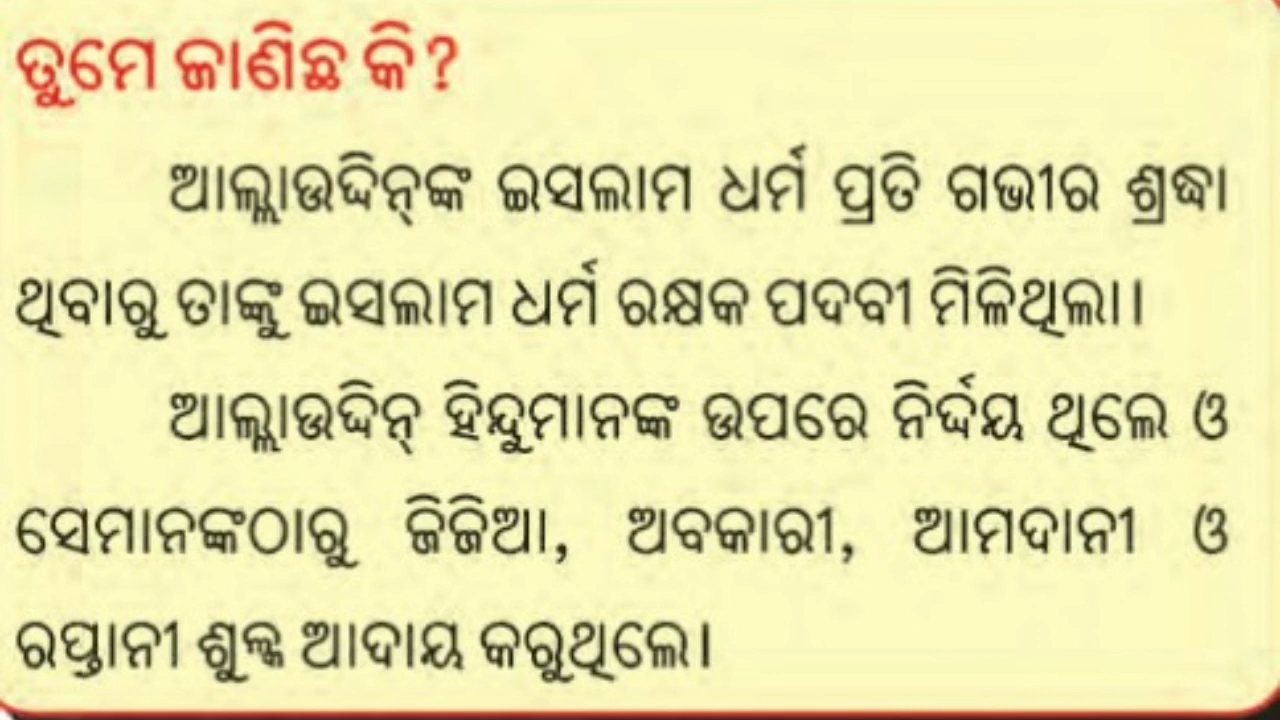 ତୁମେ ଜାଣିଛ କି?
ଆଲ୍ଲାଉଦ୍ଦିନ୍‌ଙ୍କ ଇସଲାମ ଧର୍ମ ପ୍ରତି ଗଭୀର ଶ୍ରଦ୍ଧା
ଥିବାରୁ ତାଙ୍କୁ ଇସଲାମ ଧର୍ମ ରକ୍ଷକ ପଦବୀ ମିଳିଥିଲା।
ଆଲ୍ଲାଉଦ୍ଦିନ୍ ହିନ୍ଦୁମାନଙ୍କ ଉପରେ ନିର୍ଦ୍ଦୟ ଥିଲେ ଓ
ସେମାନଙ୍କଠାରୁ ଜିଜିଆ, ଅବକାରୀ, ଆମଦାନୀ ଓ
ରପ୍ତାନୀ ଶୁଳ୍କ ଆଦାୟ କରୁଥିଲେ।